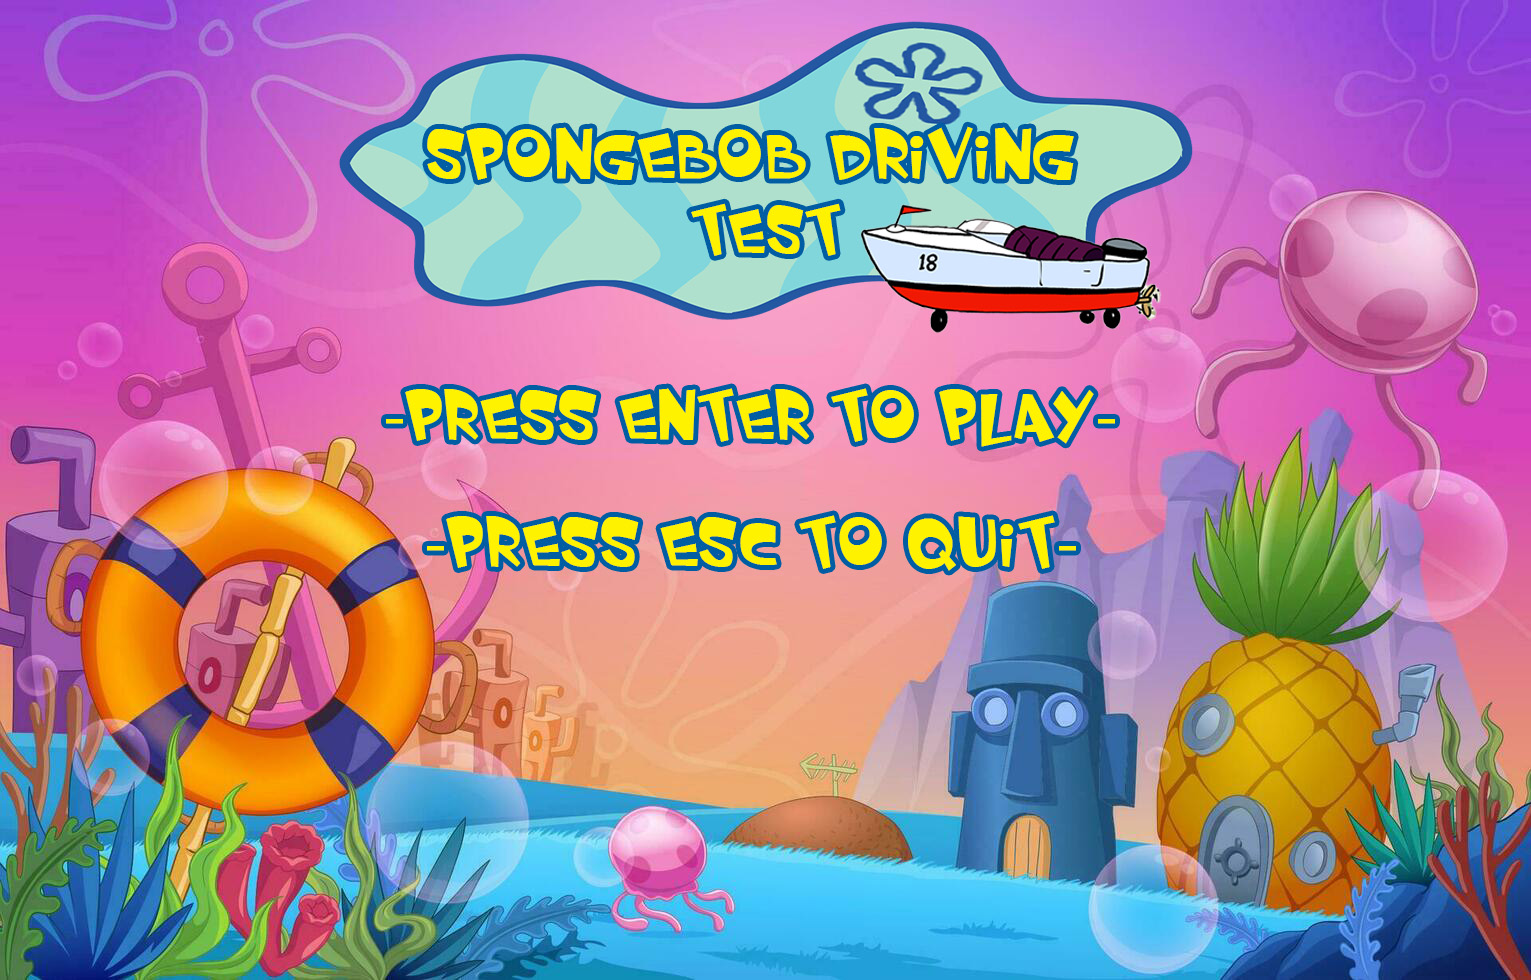 SPONGEBOB DRIVING
TEST
18
-PRESS ENTER TO PLAY-
-PRESS ESC TO QUIT-